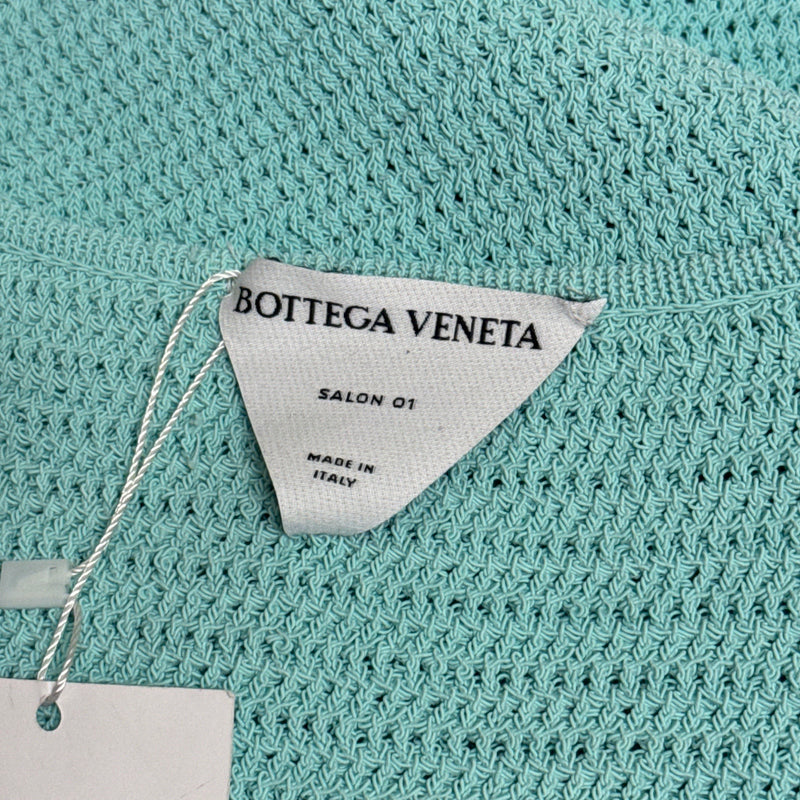 BOTTEGA VENETA
SALON 01
MADE IN
ITALY